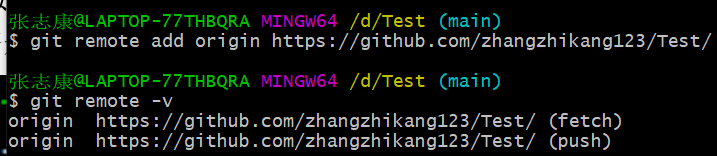 张志康@LAPTOP-77THBQRA MINGW64 /d/Test (main)
$ git remote add origin https://github.com/zhangzhikang123/Test/
张志康@LAPTOP-77THBQRA MINGW64 /d/Test (main)
$ git remote -v
origin  https://github.com/zhangzhikang123/Test/ (fetch)
origin  https://github.com/zhangzhikang123/Test/ (push)